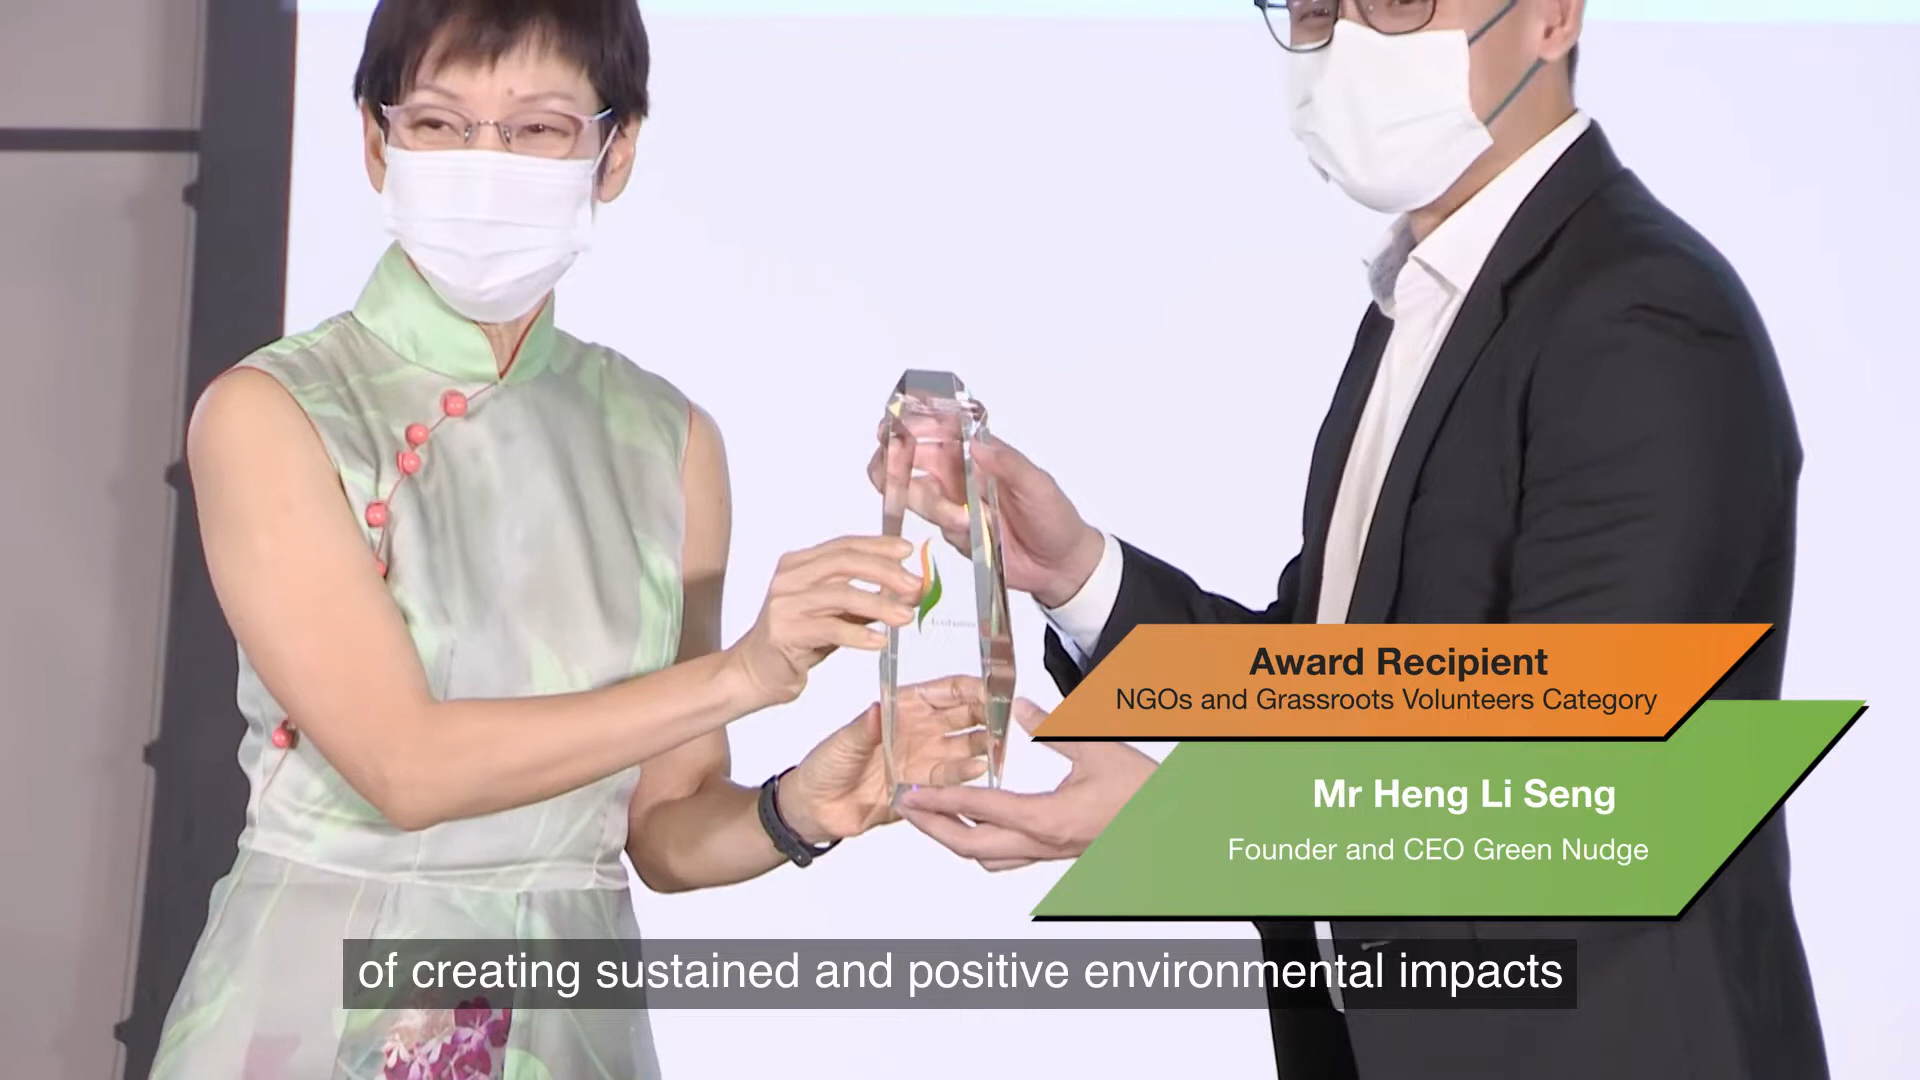 Award Recipient
NGOs and Grassroots Volunteers Category
Mr Heng Li Seng
Founder and CEO Green Nudge
of creating sustained and positive environmental impacts